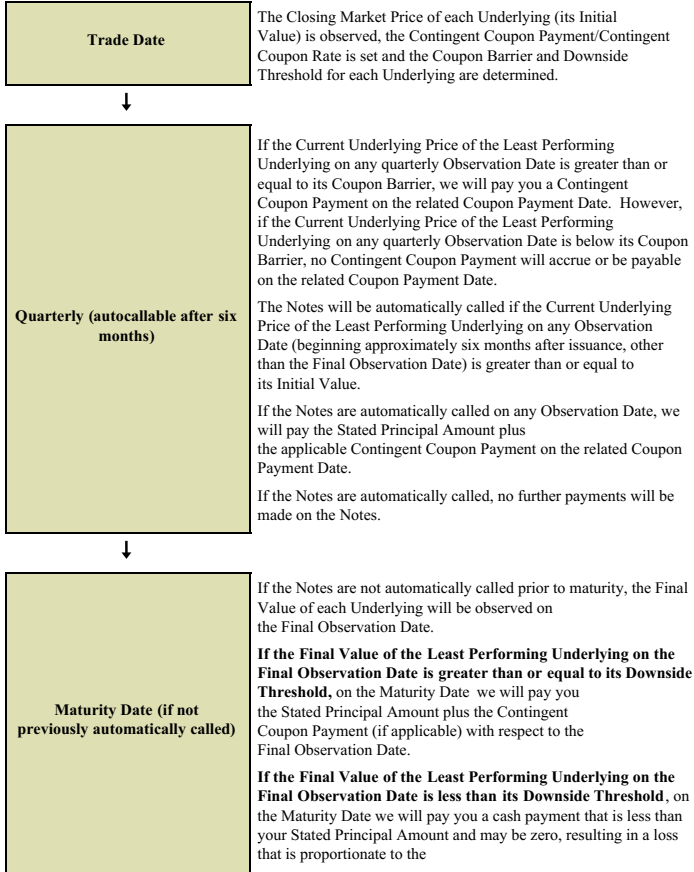 Trade Date
The Closing Market Price of each Underlying (its Initial
Value) is observed, the Contingent Coupon Payment/Contingent
Coupon Rate is set and the Coupon Barrier and Downside
Threshold for each Underlying are determined.
↓
Quarterly (autocallable after six
months)
If the Current Underlying Price of the Least Performing
Underlying on any quarterly Observation Date is greater than or
equal to its Coupon Barrier, we will pay you a Contingent
Coupon Payment on the related Coupon Payment Date. However,
if the Current Underlying Price of the Least Performing
Underlying on any quarterly Observation Date is below its Coupon
Barrier, no Contingent Coupon Payment will accrue or be payable
on the related Coupon Payment Date.
The Notes will be automatically called if the Current Underlying
Price of the Least Performing Underlying on any Observation
Date (beginning approximately six months after issuance, other
than the Final Observation Date) is greater than or equal to
its Initial Value.
If the Notes are automatically called on any Observation Date, we
will pay the Stated Principal Amount plus
the applicable Contingent Coupon Payment on the related Coupon
Payment Date.
If the Notes are automatically called, no further payments will be
made on the Notes.
↓
Maturity Date (if not
previously automatically called)
If the Notes are not automatically called prior to maturity, the Final
Value of each Underlying will be observed on
the Final Observation Date.
If the Final Value of the Least Performing Underlying on the
Final Observation Date is greater than or equal to its Downside
Threshold, on the Maturity Date we will pay you
the Stated Principal Amount plus the Contingent
Coupon Payment (if applicable) with respect to the
Final Observation Date.
If the Final Value of the Least Performing Underlying on the
Final Observation Date is less than its Downside Threshold, on
the Maturity Date we will pay you a cash payment that is less than
your Stated Principal Amount and may be zero, resulting in a loss
that is proportionate to the